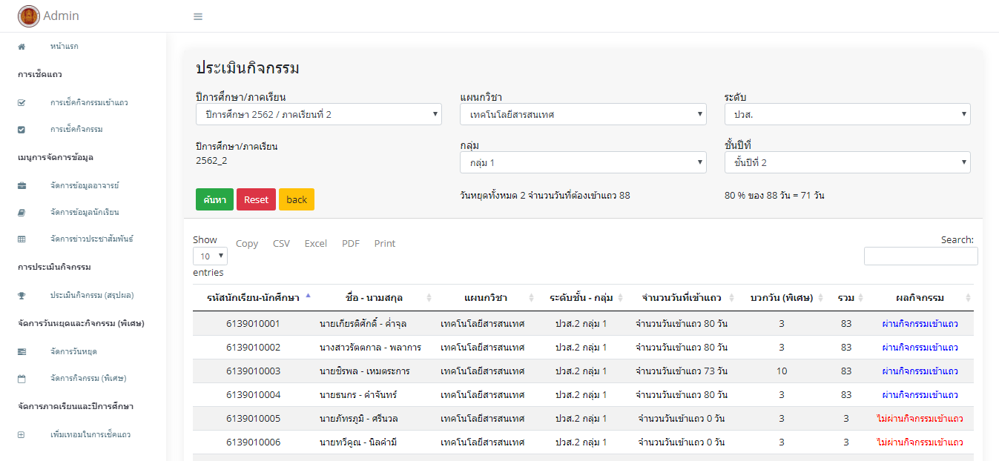 Admin
หน้าแรก
การเช็คแถว
การเช็คกิจกรรมเข้าแถว
การเช็คกิจกรรม
เมนูการจัดการข้อมูล
จัดการข้อมูลอาจารย์
จัดการข้อมูลนักเรียน
จัดการข่าวประชาสัมพันธ์
การประเมินกิจกรรม
ประเมินกิจกรรม (สรุปผล)
จัดการวันหยุดและกิจกรรม (พิเศษ)
จัดการวันหยุด
จัดการกิจกรรม (พิเศษ)
จัดการภาคเรียนและปีการศึกษา
เพิ่มเทอมในการเช็คแถว
ประเมินกิจกรรม
ปีการศึกษา/ภาคเรียน แผนกวิชา ระดับ
ปีการศึกษา 2562 / ภาคเรียนที่ 2 เทคโนโลยีสารสนเทศ ปวส.
ปีการศึกษา/ภาคเรียน กลุ่ม ชั้นปีที่
2562_2 กลุ่ม 1 ชั้นปีที่ 2
ค้นหา Reset back วันหยุดทั้งหมด 2 จำนวนวันที่ต้องเข้าแถว 88 80 % ของ 88 วัน = 71 วัน
Show Copy CSV Excel PDF Print Search:
10
entries
รหัสนักเรียน-นักศึกษา ชื่อ - นามสกุล แผนกวิชา ระดับชั้น - กลุ่ม จำนวนวันที่เข้าแถว บวกวัน (พิเศษ) รวม ผลกิจกรรม
6139010001 นายเกียรติศักดิ์ - ค่ำจุล เทคโนโลยีสารสนเทศ ปวส.2 กลุ่ม 1 จำนวนวันเข้าแถว 80 วัน 3 83 ผ่านกิจกรรมเข้าแถว
6139010002 นางสาวรัตตกาล - พลาการ เทคโนโลยีสารสนเทศ ปวส.2 กลุ่ม 1 จำนวนวันเข้าแถว 80 วัน 3 83 ผ่านกิจกรรมเข้าแถว
6139010003 นายชิรพล - เหมตระการ เทคโนโลยีสารสนเทศ ปวส.2 กลุ่ม 1 จำนวนวันเข้าแถว 73 วัน 10 83 ผ่านกิจกรรมเข้าแถว
6139010004 นายธนกร - คำจันทร์ เทคโนโลยีสารสนเทศ ปวส.2 กลุ่ม 1 จำนวนวันเข้าแถว 80 วัน 3 83 ผ่านกิจกรรมเข้าแถว
6139010005 นายภัทรภูมิ - ศรีนวล เทคโนโลยีสารสนเทศ ปวส.2 กลุ่ม 1 จำนวนวันเข้าแถว 0 วัน 3 3 ไม่ผ่านกิจกรรมเข้าแถว
6139010006 นายทวีคูณ - นิลคำมี เทคโนโลยีสารสนเทศ ปวส.2 กลุ่ม 1 จำนวนวันเข้าแถว 0 วัน 3 3 ไม่ผ่านกิจกรรมเข้าแถว